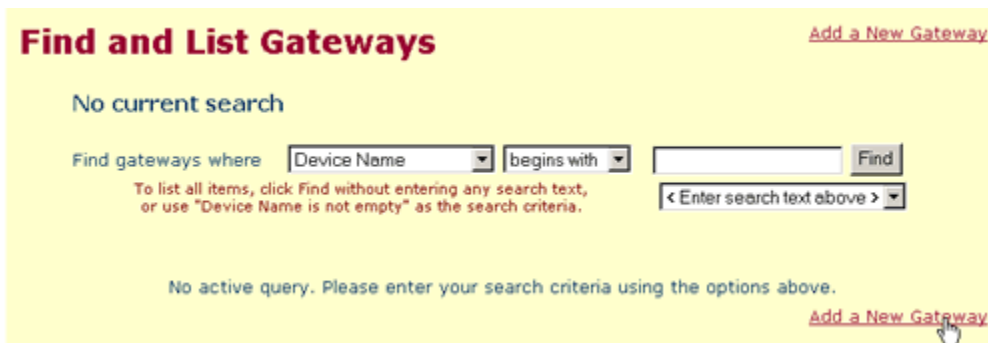 Find and List Gateways
Add a New Gateway
No current search
Find gateways where Device Name begins with Find
To list all items, click Find without entering any search text,
or use "Device Name is not empty" as the search criteria.
< Enter search text above >
No active query. Please enter your search criteria using the options above.
Add a New Gateway